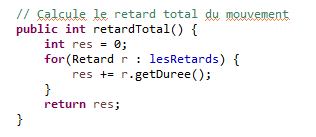 // Calcule le retard total du mouvement
public int retardTotal() {
    int res = 0;
    for(Retard r : lesRetards) {
        res += r.getDuree();
    }
    return res;
}